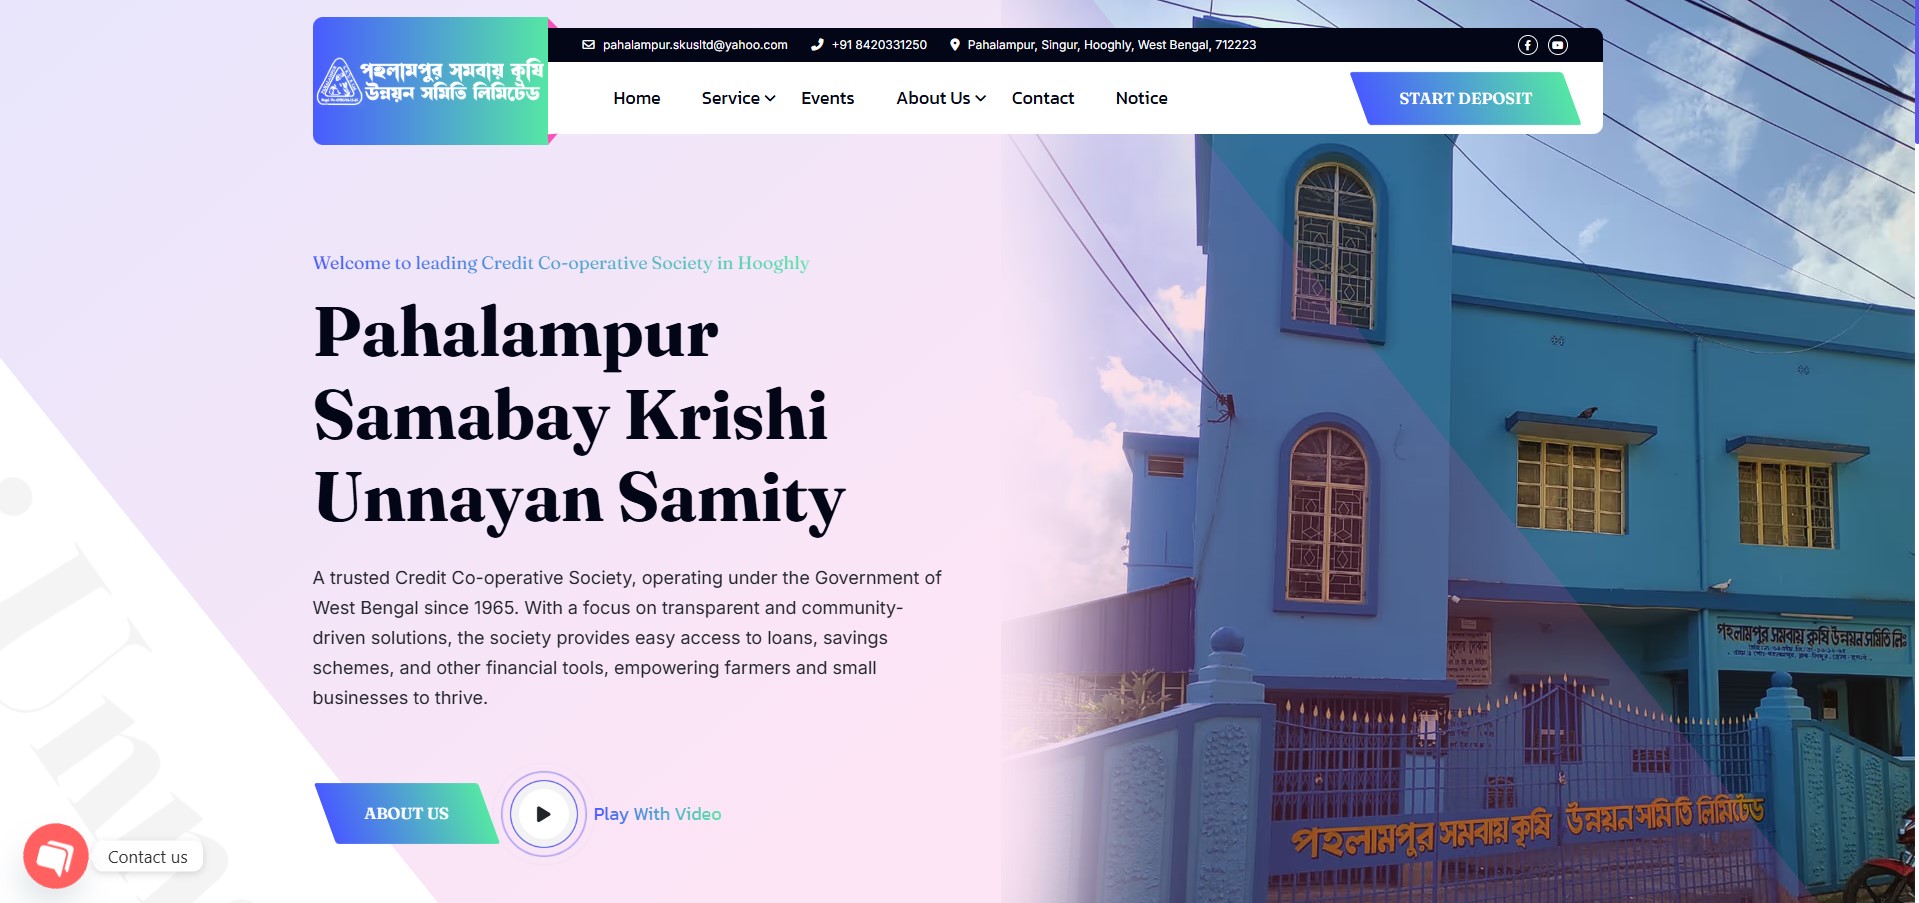 পহলামপুর সমবায় কৃষি
উন্নয়ন সমিতি লিমিটেড
pahalampur.skusltd@yahoo.com
+91 8420331250
Pahalampur, Singur, Hooghly, West Bengal, 712223
Home
Service
Events
About Us
Contact
Notice
START DEPOSIT
Welcome to leading Credit Co-operative Society in Hooghly
Pahalampur
Samabay Krishi
Unnayan Samity
A trusted Credit Co-operative Society, operating under the Government of
West Bengal since 1965. With a focus on transparent and community-
driven solutions, the society provides easy access to loans, savings
schemes, and other financial tools, empowering farmers and small
businesses to thrive.
ABOUT US
Play With Video
Contact us
পহলামপুর সমবায় কৃষি উন্নয়ন সমিতি লিঃ
পহলামপুর সমবায় কৃষি উন্নয়ন সমিতি লিমিটেড